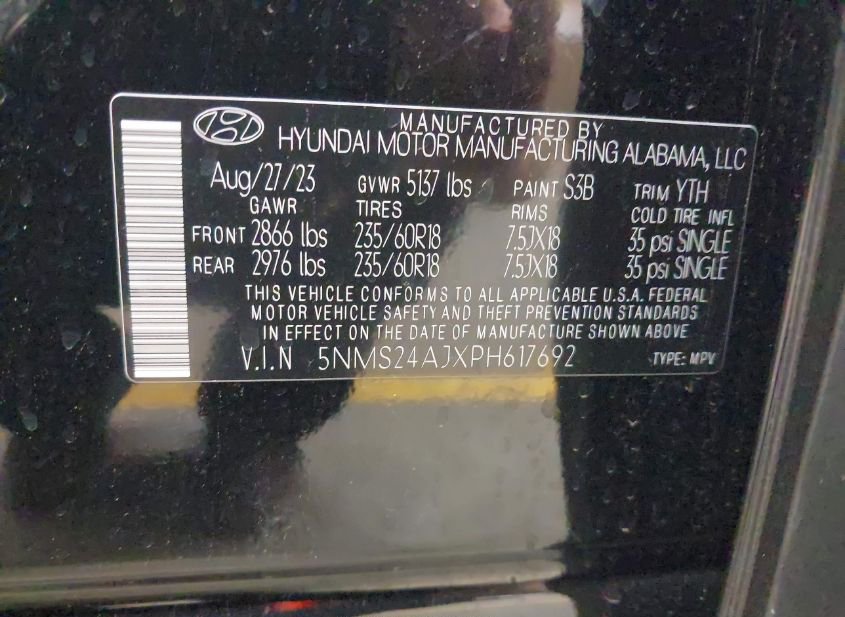 MANUFACTURED BY
HYUNDAI MOTOR MANUFACTURING ALABAMA, LLC
Aug/27/23 GVWR 5137 lbs PAINT S3B TRIM YTH
GAWR TIRES RIMS COLD TIRE INFL
FRONT 2866 lbs 235/60R18 7.5JX18 35 psi SINGLE
REAR 2976 lbs 235/60R18 7.5JX18 35 psi SINGLE
THIS VEHICLE CONFORMS TO ALL APPLICABLE U.S.A. FEDERAL
MOTOR VEHICLE SAFETY AND THEFT PREVENTION STANDARDS
IN EFFECT ON THE DATE OF MANUFACTURE SHOWN ABOVE
V.I.N 5NMS24AJXPH617692 TYPE: MPV